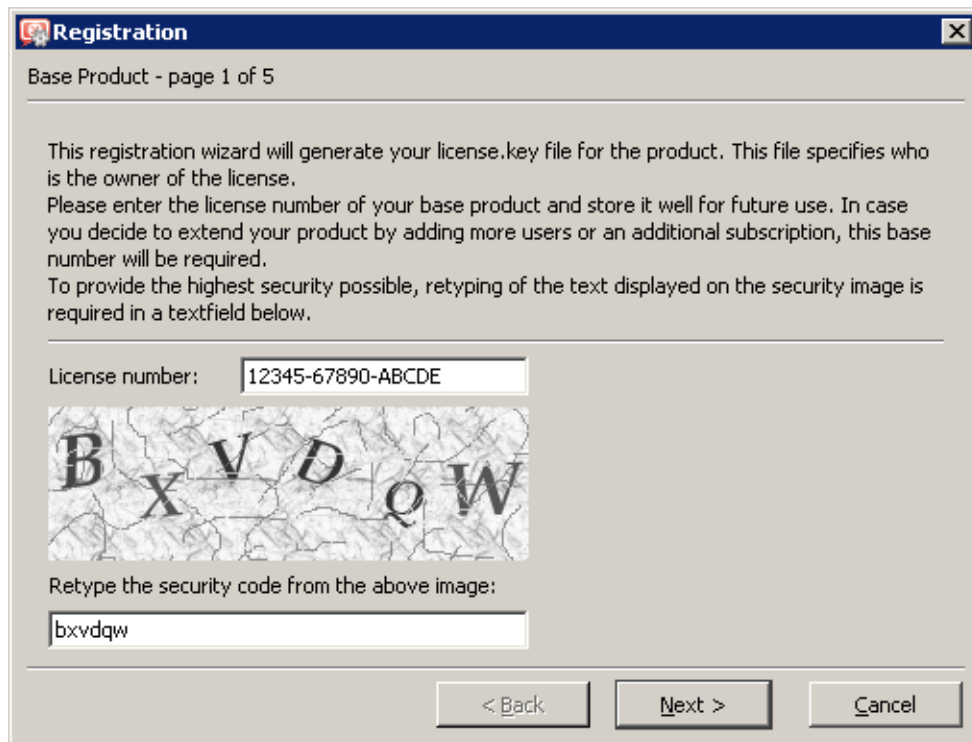 Registration
Base Product - page 1 of 5
This registration wizard will generate your license.key file for the product. This file specifies who
is the owner of the license.
Please enter the license number of your base product and store it well for future use. In case
you decide to extend your product by adding more users or an additional subscription, this base
number will be required.
To provide the highest security possible, retyping of the text displayed on the security image is
required in a textfield below.
License number: 12345-67890-ABCDE
BXVDQW
Retype the security code from the above image:
bxvdqw
< Back Next > Cancel